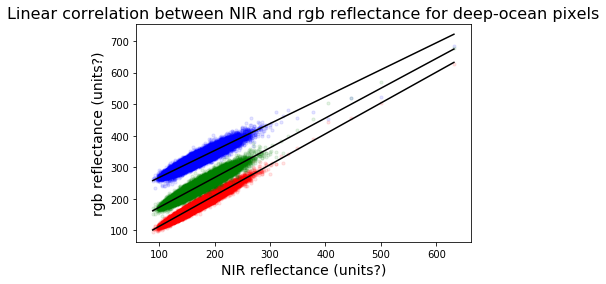 Linear correlation between NIR and rgb reflectance for deep-ocean pixels
rgb reflectance (units?)
700
600
500
400
300
200
100
100 200 300 400 500 600
NIR reflectance (units?)